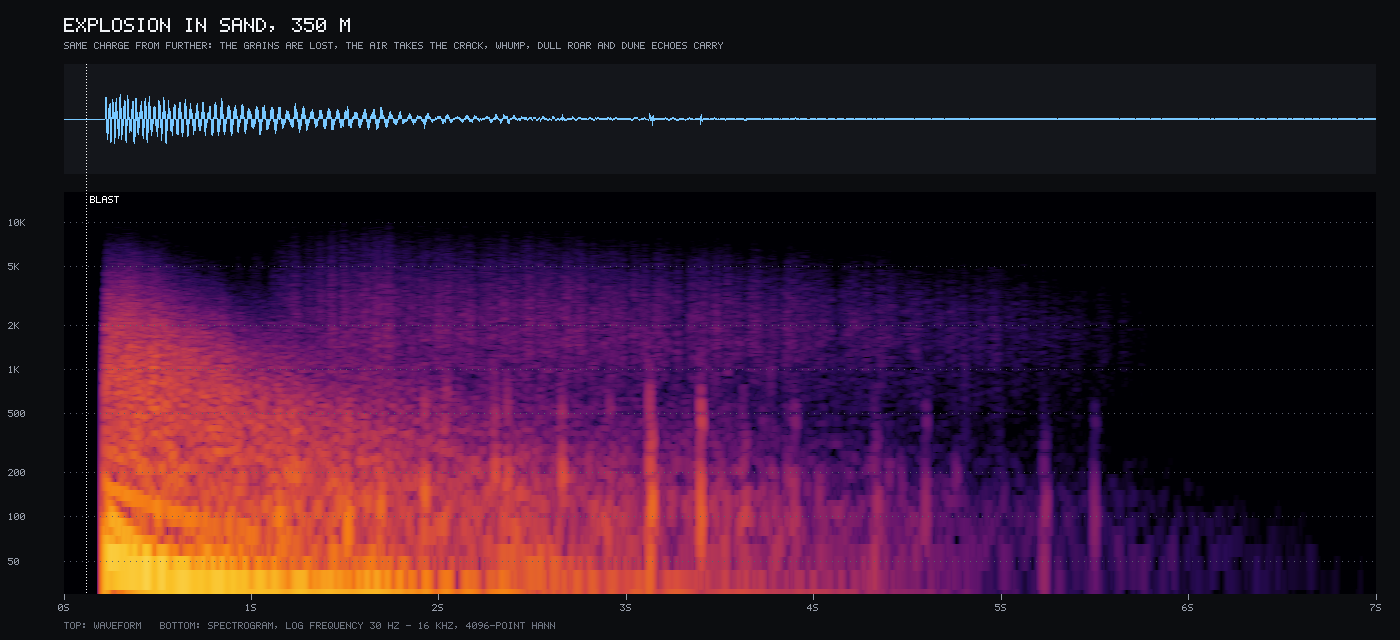 EXPLOSION IN SAND, 350 M
SAME CHARGE FROM FURTHER: THE GRAINS ARE LOST, THE AIR TAKES THE CRACK, WHUMP, DULL ROAR AND DUNE ECHOES CARRY
BLAST
10K
5K
2K
1K
500
200
100
50
0S 1S 2S 3S 4S 5S 6S 7S
TOP: WAVEFORM BOTTOM: SPECTROGRAM, LOG FREQUENCY 30 HZ - 16 KHZ, 4096-POINT HANN